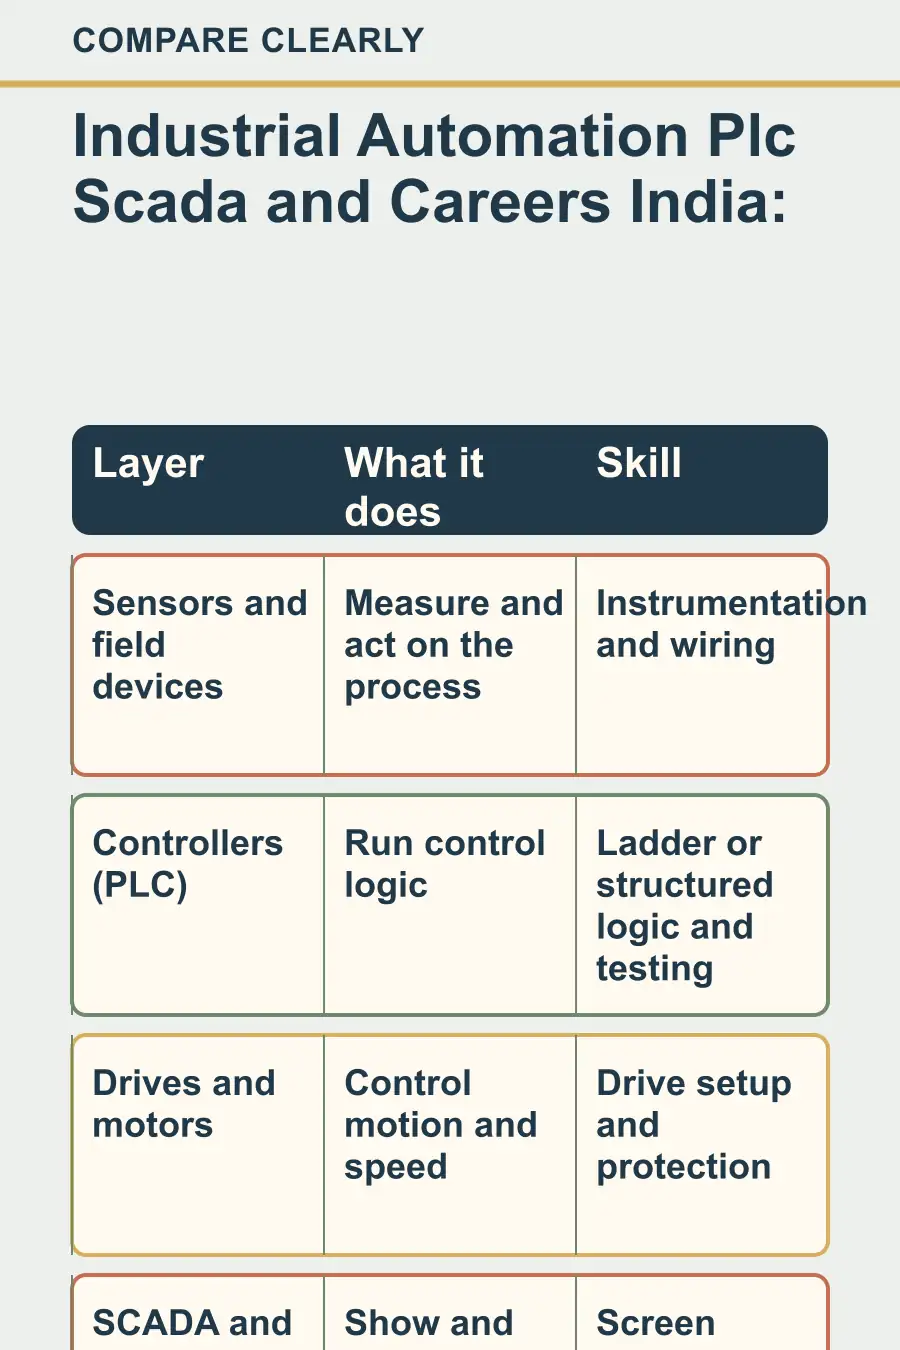 COMPARE CLEARLY
Industrial Automation Plc
Scada and Careers India:
Layer
What it
does
Skill
Sensors and
field
devices
Measure and
act on the
process
Instrumentation
and wiring
Controllers
(PLC)
Run control
logic
Ladder or
structured
logic and
testing
Drives and
motors
Control
motion and
speed
Drive setup
and
protection
SCADA and
Show and
Screen